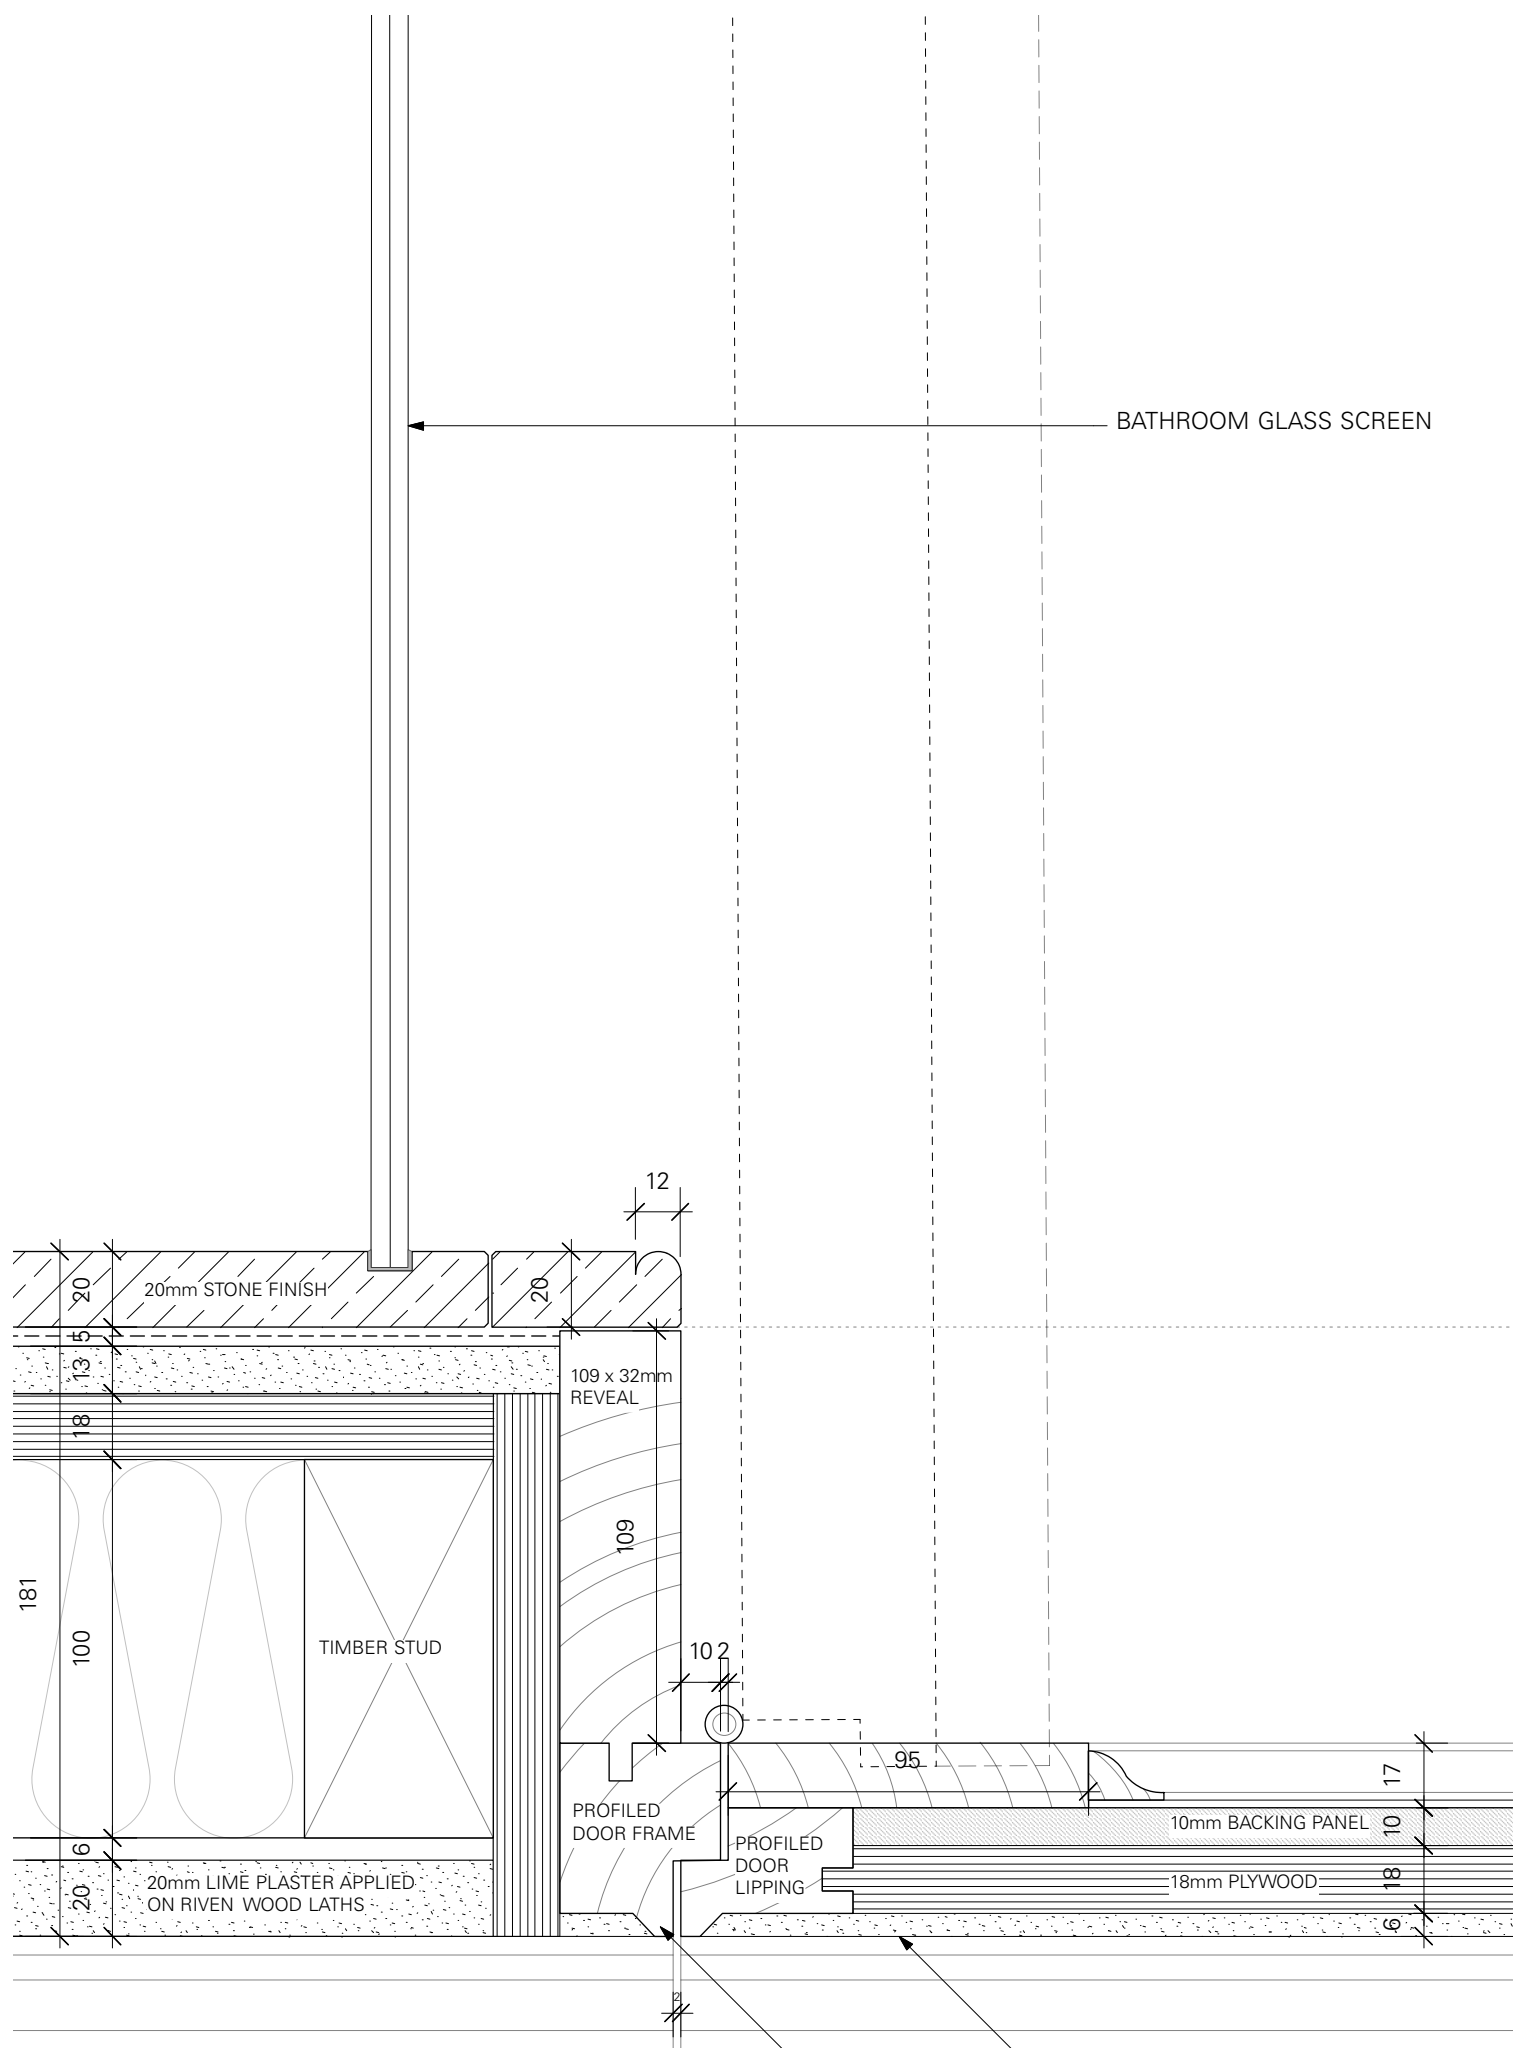 BATHROOM GLASS SCREEN
12
20
20mm STONE FINISH
20
5
13
109 x 32mm
REVEAL
18
109
181
100
TIMBER STUD
10 2
95
17
PROFILED
DOOR FRAME
10mm BACKING PANEL
10
PROFILED
DOOR
LIPPING
6
20mm LIME PLASTER APPLIED
ON RIVEN WOOD LATHS
20
18mm PLYWOOD
18
6
2